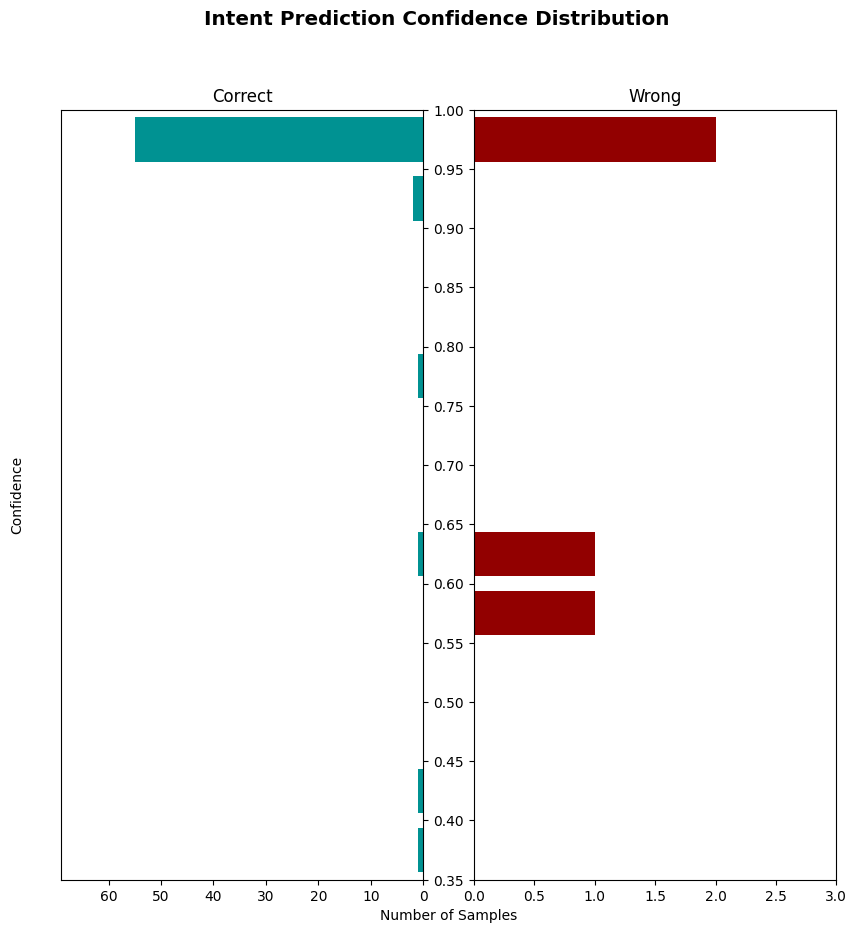 Intent Prediction Confidence Distribution
Correct
Wrong
1.00
0.95
0.90
0.85
0.80
0.75
0.70
0.65
0.60
0.55
0.50
0.45
0.40
0.35
Confidence
60 50 40 30 20 10 0
0.0 0.5 1.0 1.5 2.0 2.5 3.0
Number of Samples